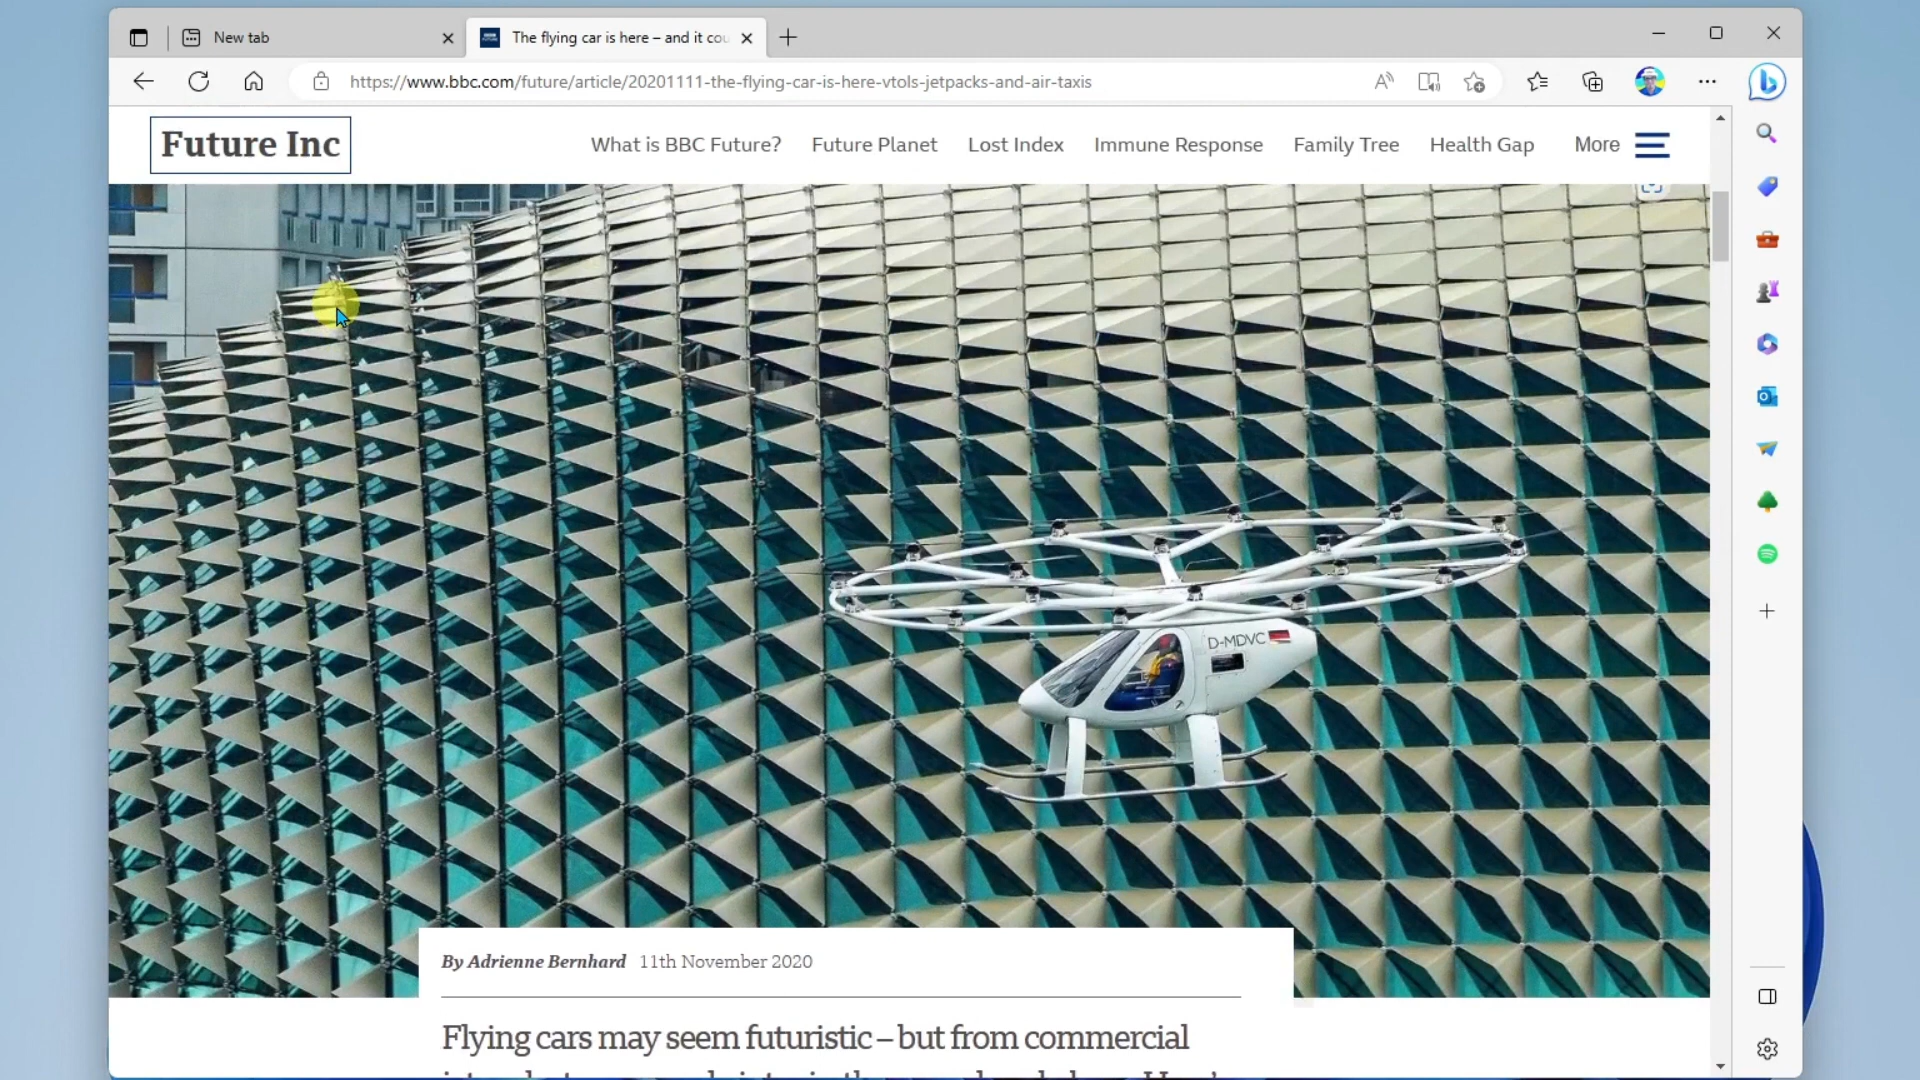 New tab
The flying car is here – and it cou
https://www.bbc.com/future/article/20201111-the-flying-car-is-here-vtols-jetpacks-and-air-taxis
Future Inc
What is BBC Future? Future Planet Lost Index Immune Response Family Tree Health Gap More
D-MDVC
By Adrienne Bernhard 11th November 2020
Flying cars may seem futuristic – but from commercial